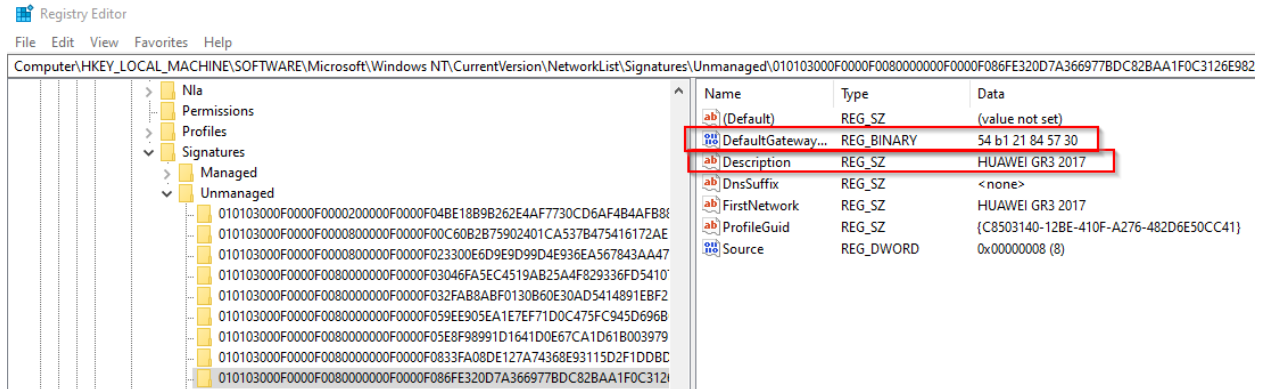 Registry Editor
File Edit View Favorites Help
Computer\HKEY_LOCAL_MACHINE\SOFTWARE\Microsoft\Windows NT\CurrentVersion\NetworkList\Signatures\Unmanaged\010103000F0000F0080000000F0000F086FE320D7A366977BDC82BAA1F0C3126E982
Nla
Permissions
Profiles
Signatures
Managed
Unmanaged
010103000F0000F0000200000F0000F04BE18B9B262E4AF7730CD6AF4B4AFB88
010103000F0000F0000800000F0000F00C60B2B75902401CA537B475416172AE
010103000F0000F0000800000F0000F023300E6D9E9D99D4E936EA567843AA47
010103000F0000F0080000000F0000F03046FA5EC4519AB25A4F829336FD5410
010103000F0000F0080000000F0000F032FAB8ABF0130B60E30AD5414891EBF2
010103000F0000F0080000000F0000F059EE905EA1E7EF71D0C475FC945D696B
010103000F0000F0080000000F0000F05E8F98991D1641D0E67CA1D61B003979
010103000F0000F0080000000F0000F0833FA08DE127A74368E93115D2F1DDBD
010103000F0000F0080000000F0000F086FE320D7A366977BDC82BAA1F0C312
Name Type Data
(Default) REG_SZ (value not set)
DefaultGateway... REG_BINARY 54 b1 21 84 57 30
Description REG_SZ HUAWEI GR3 2017
DnsSuffix REG_SZ <none>
FirstNetwork REG_SZ HUAWEI GR3 2017
ProfileGuid REG_SZ {C8503140-12BE-410F-A276-482D6E50CC41}
Source REG_DWORD 0x00000008 (8)